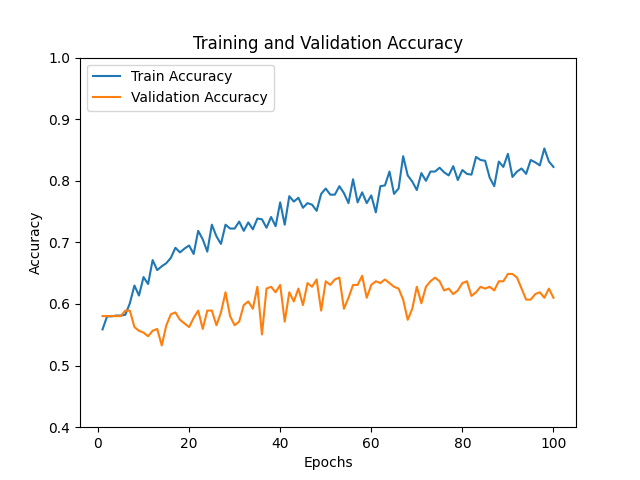 Training and Validation Accuracy
Train Accuracy
Validation Accuracy
1.0
0.9
0.8
0.7
0.6
0.5
0.4
Accuracy
0 20 40 60 80 100
Epochs